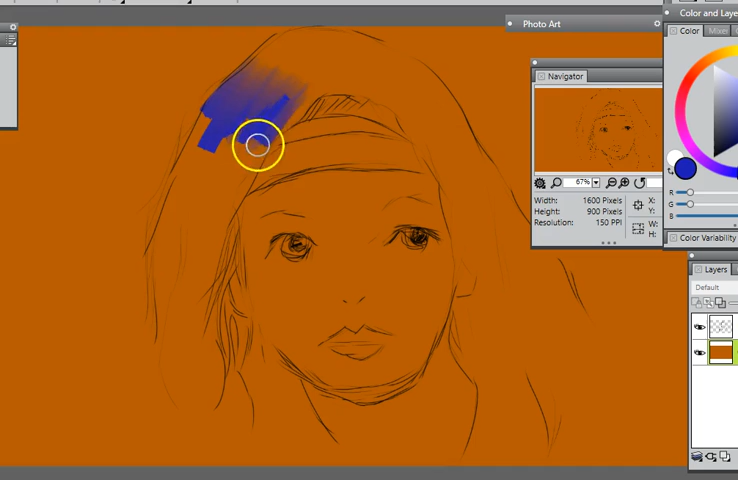 Photo Art
Color and Laye
Color
Mixer
Navigator
67%
Width: 1600 Pixels
Height: 900 Pixels
Resolution: 150 PPI
X:
Y:
W:
H:
R
G
B
Color Variability
Layers
Default